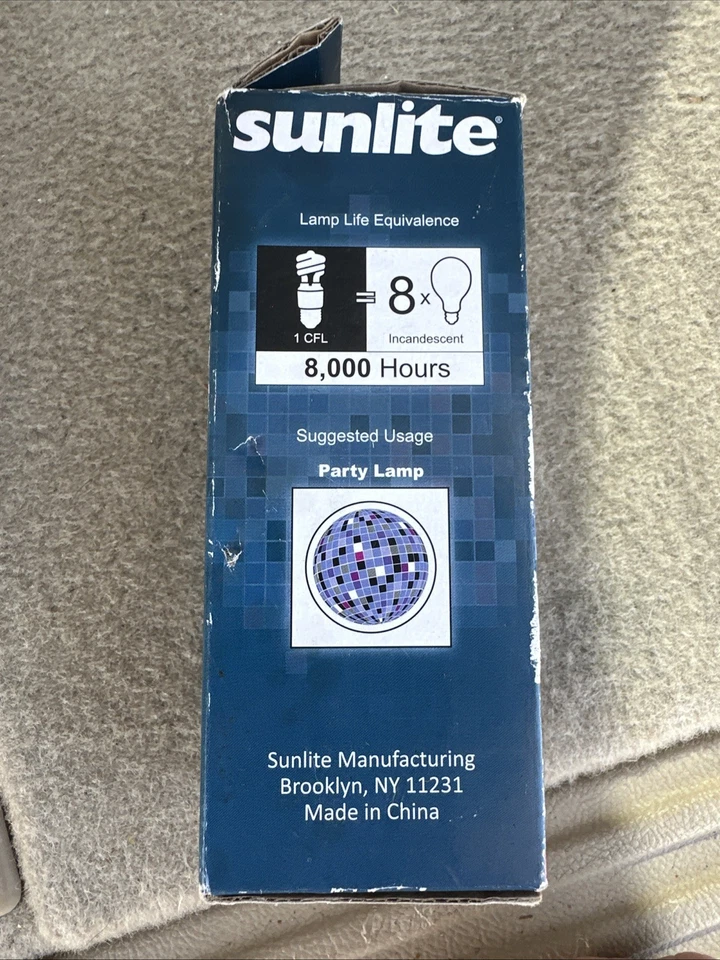 sunlite®
Lamp Life Equivalence
= 8 x
1 CFL Incandescent
8,000 Hours
Suggested Usage
Party Lamp
Sunlite Manufacturing
Brooklyn, NY 11231
Made in China